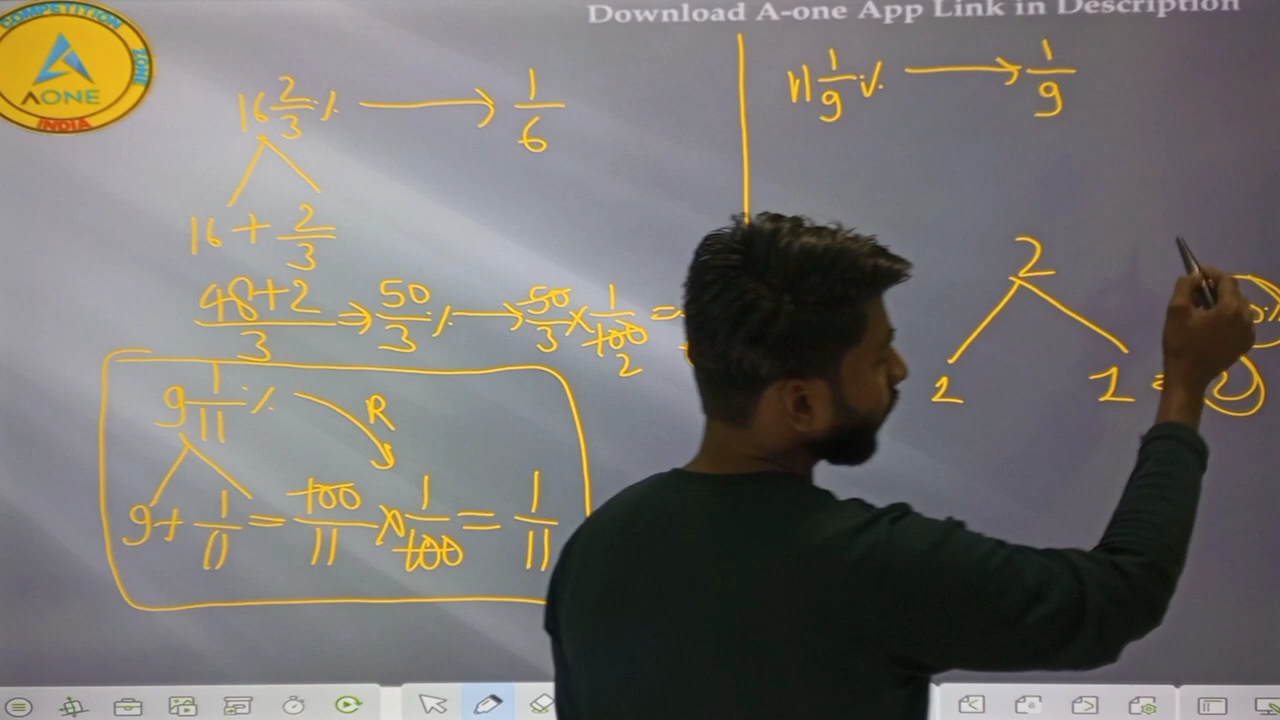 Download A-one App Link in Description
COMPETITION ZONE
AONE
INDIA
16 2/3 % → 1/6
16 + 2/3
48+2/3 ⇒ 50/3 % → 50/3 × 1/100 =
2
9 1/11 % R
9 + 1/11 = 100/11 × 1/100 = 1/11
11 1/9 % → 1/9
2
1 1 =